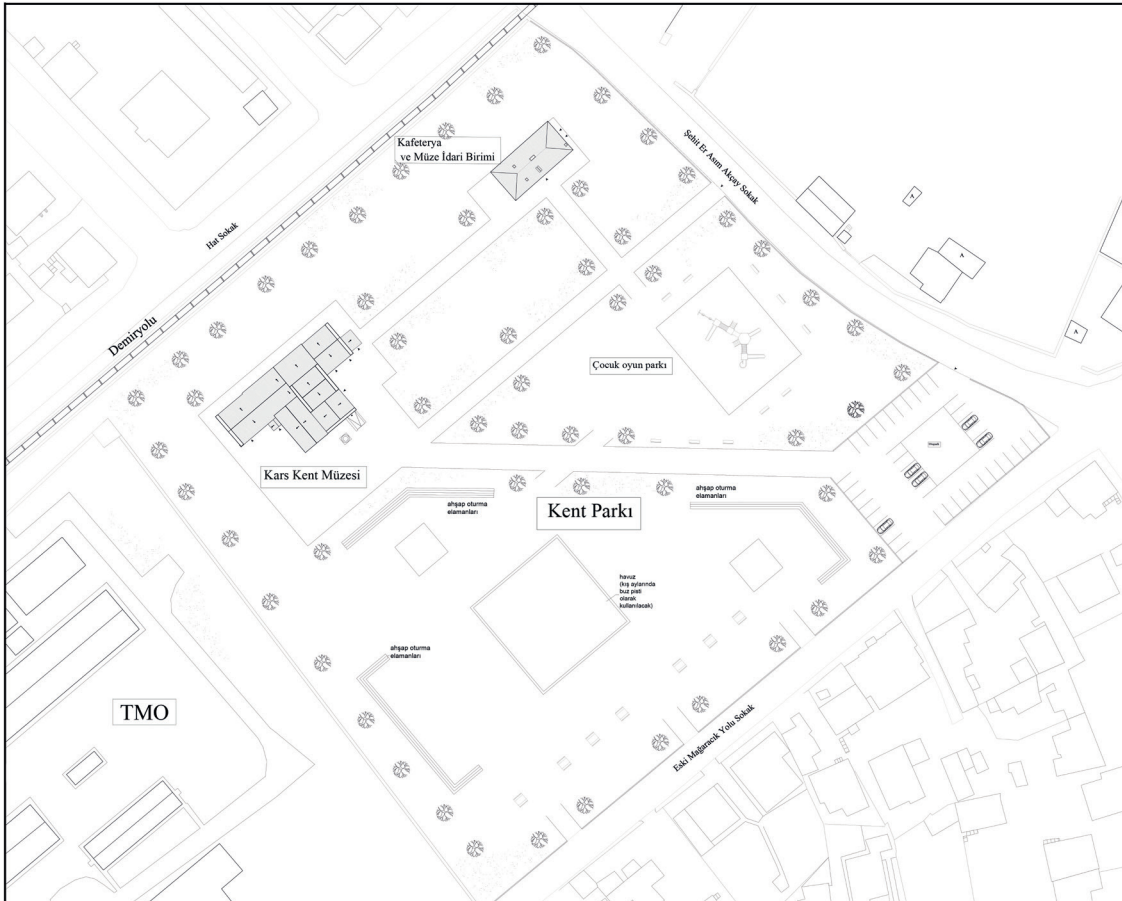 Kafeterya
ve Müze İdari Birimi
Şehit Er Asım Akçay Sokak
Hat Sokak
Demiryolu
Çocuk oyun parkı
Kars Kent Müzesi
ahşap oturma
elamanları
Kent Parkı
ahşap oturma
elamanları
havuz
(kış aylarında
buz pisti
olarak
kullanılacak)
ahşap oturma
elamanları
TMO
Eski Mağaracık Yolu Sokak